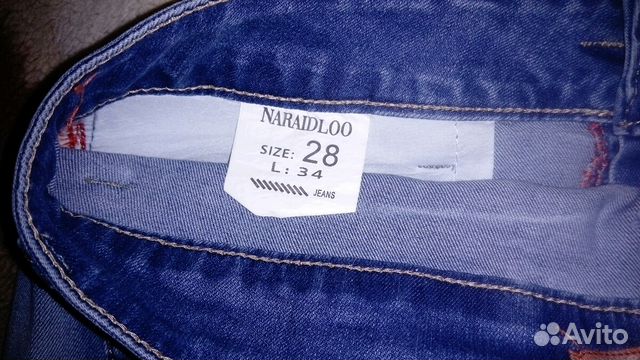 NARAIDLOO
SIZE: 28
L: 34
JEANS
Avito